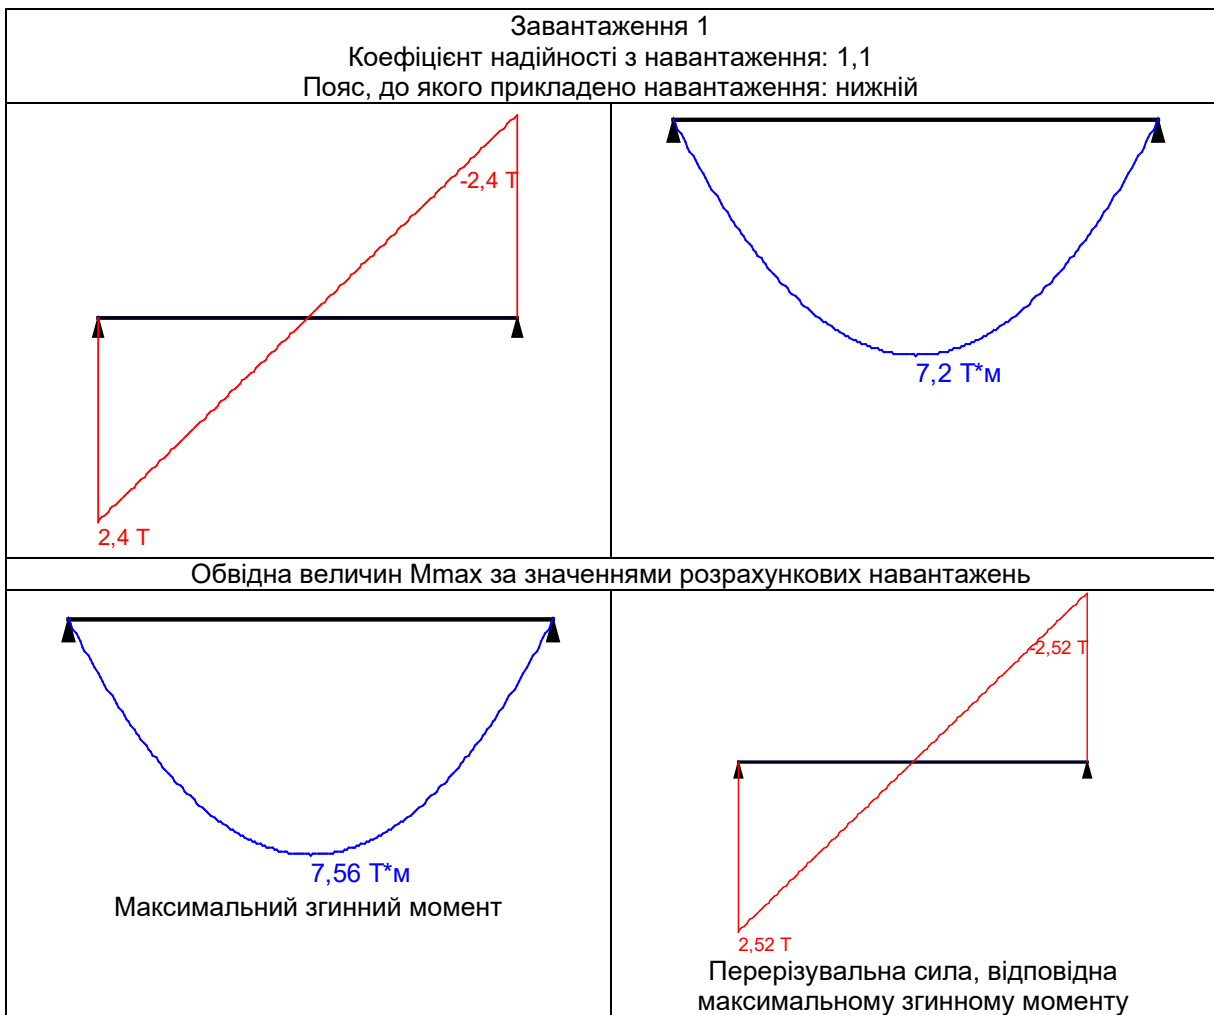 Завантаження 1
Коефіцієнт надійності з навантаження: 1,1
Пояс, до якого прикладено навантаження: нижній
-2,4 Т
2,4 Т
7,2 Т*м
Обвідна величин Mmax за значеннями розрахункових навантажень
7,56 Т*м
Максимальний згинний момент
-2,52 Т
2,52 Т
Перерізувальна сила, відповідна
максимальному згинному моменту